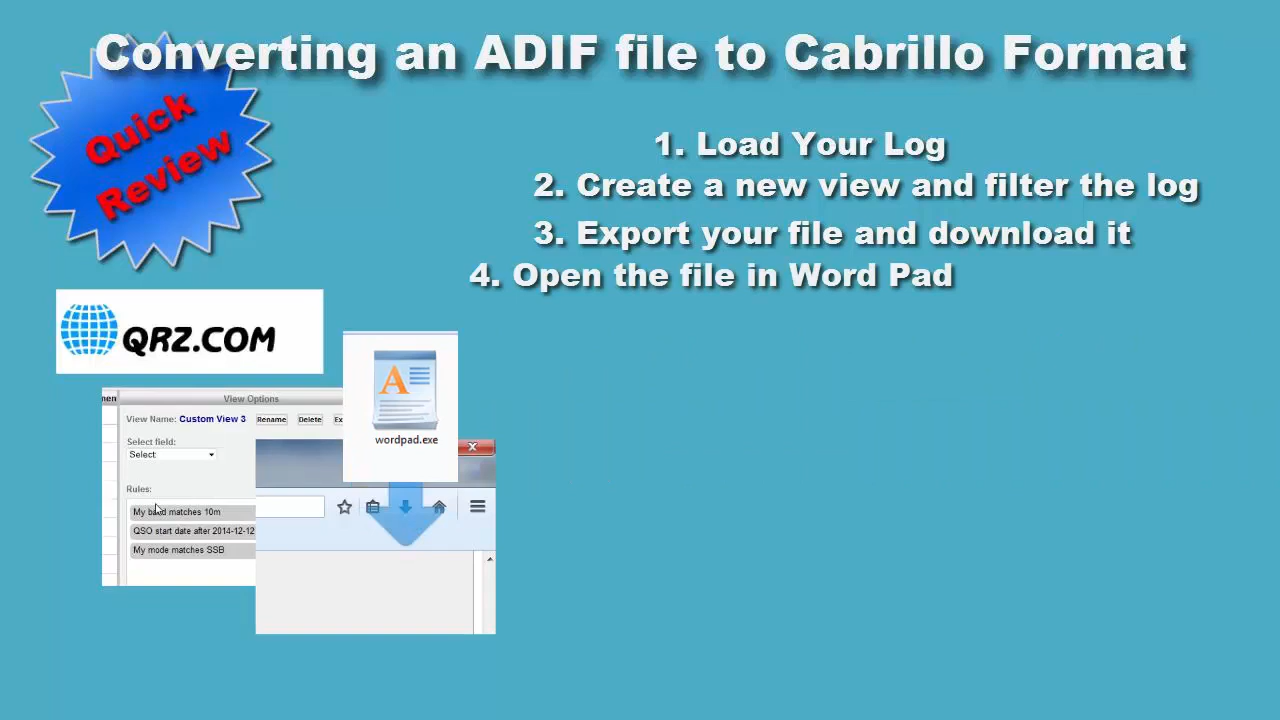 Converting an ADIF file to Cabrillo Format
Quick
Review
1. Load Your Log
2. Create a new view and filter the log
3. Export your file and download it
4. Open the file in Word Pad
QRZ.COM
wordpad.exe
View Options
View Name: Custom View 3 Rename Delete
Select field:
Select
Rules:
My band matches 10m
QSO start date after 2014-12-12
My mode matches SSB